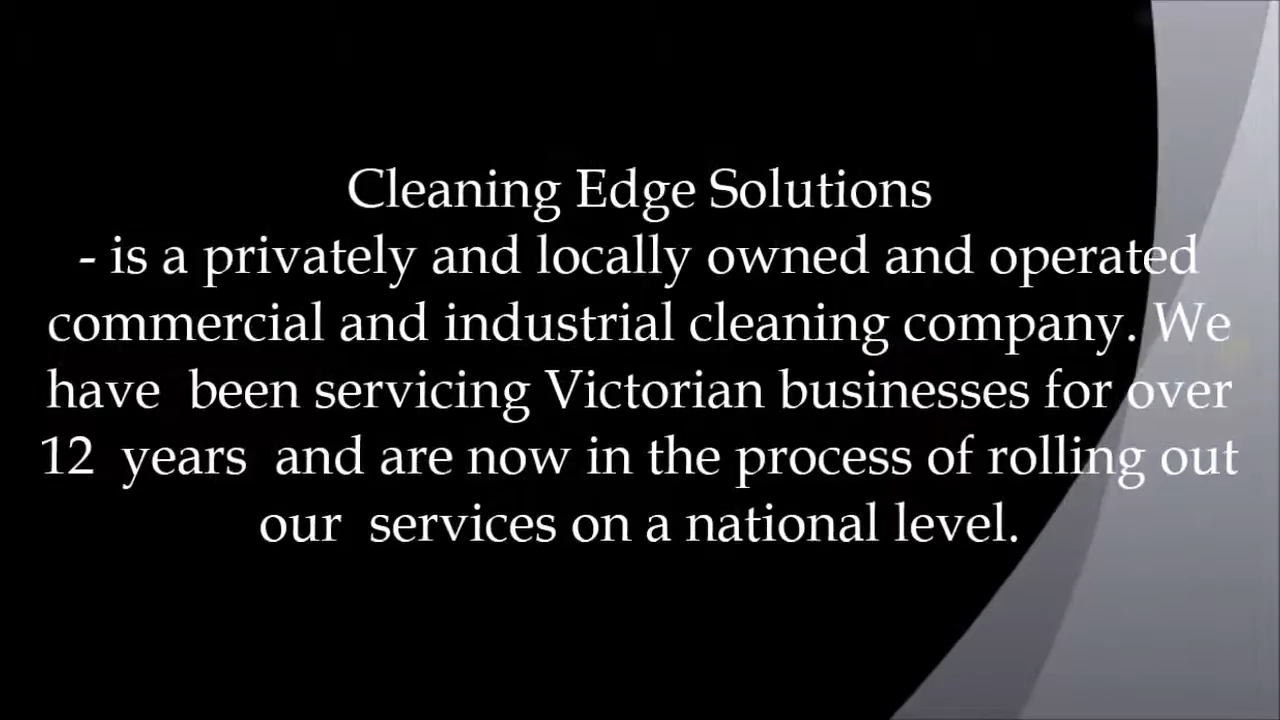 Cleaning Edge Solutions
- is a privately and locally owned and operated
commercial and industrial cleaning company. We
have  been servicing Victorian businesses for over
12  years  and are now in the process of rolling out
our  services on a national level.